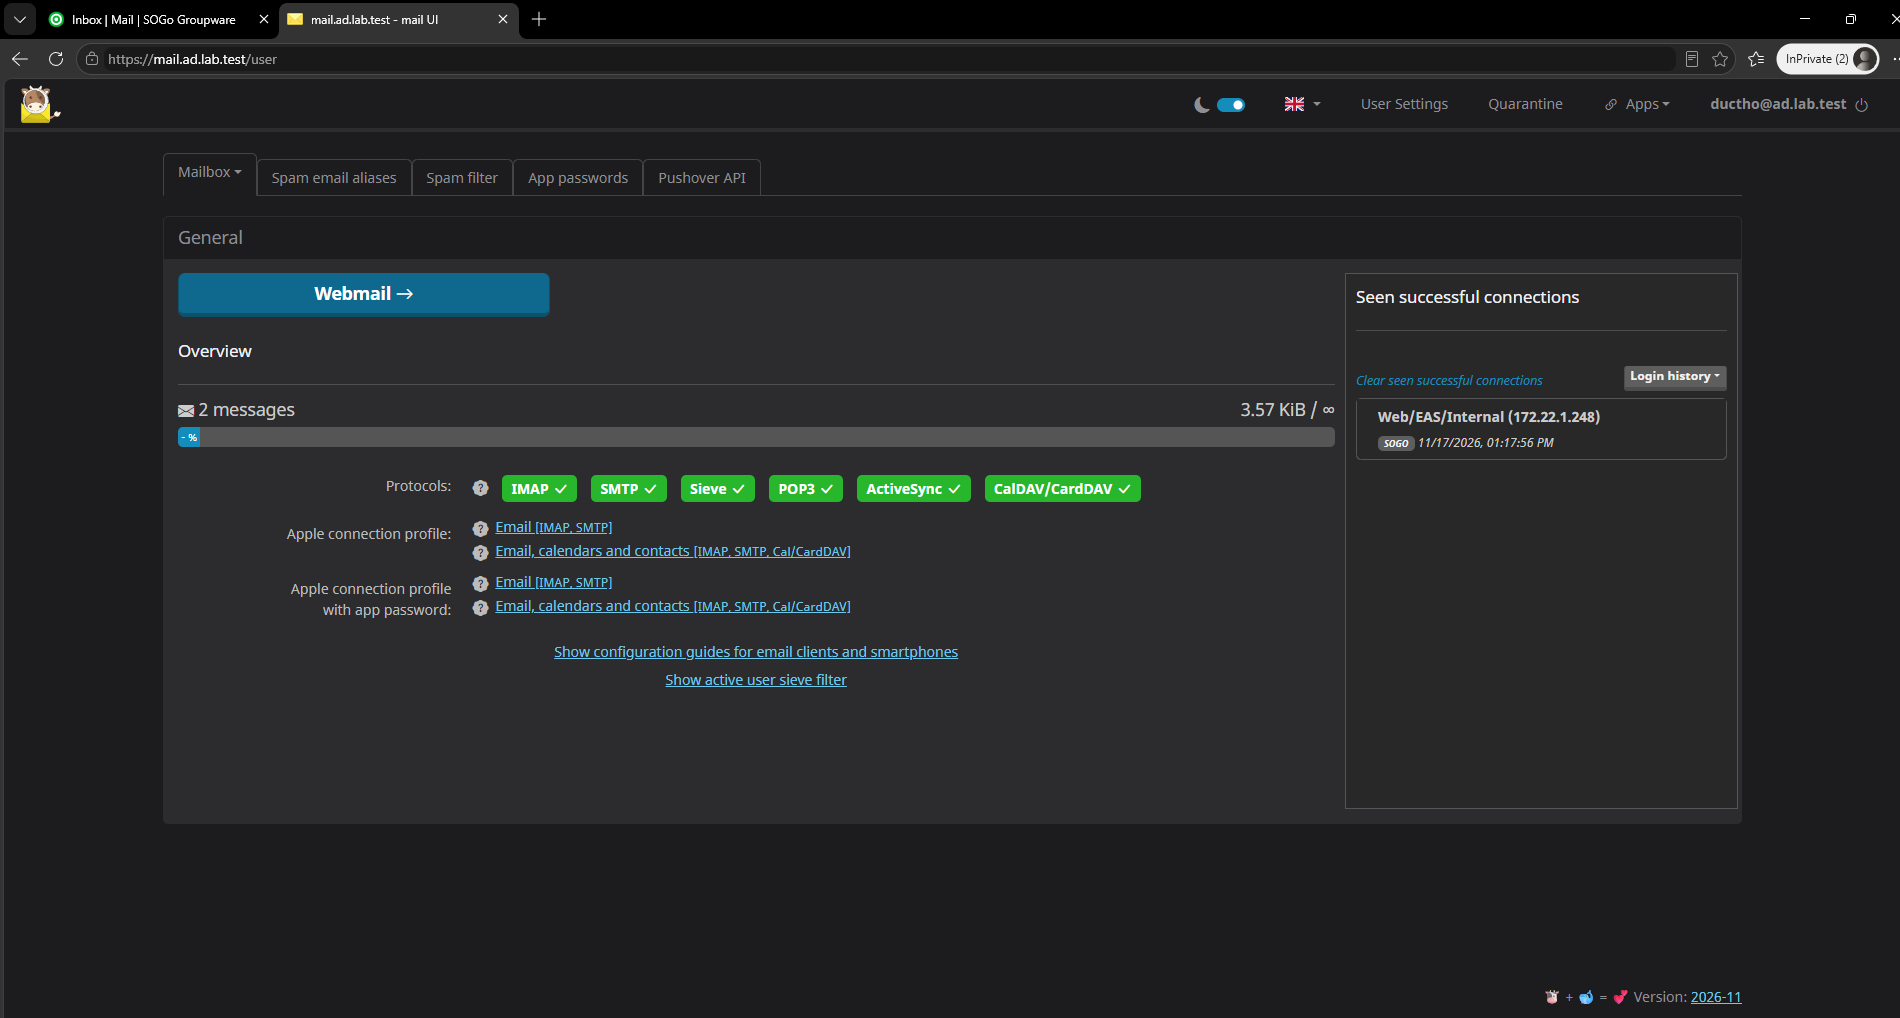 Inbox | Mail | SOGo Groupware
mail.ad.lab.test - mail UI
https://mail.ad.lab.test/user
InPrivate (2)
User Settings
Quarantine
Apps
ductho@ad.lab.test
Mailbox
Spam email aliases
Spam filter
App passwords
Pushover API
General
Webmail →
Seen successful connections
Overview
Clear seen successful connections
Login history
2 messages
3.57 KiB / ∞
- %
Web/EAS/Internal (172.22.1.248)
SOGO 11/17/2026, 01:17:56 PM
Protocols:
? IMAP ✓ SMTP ✓ Sieve ✓ POP3 ✓ ActiveSync ✓ CalDAV/CardDAV ✓
Apple connection profile:
? Email [IMAP, SMTP]
? Email, calendars and contacts [IMAP, SMTP, Cal/CardDAV]
Apple connection profile
with app password:
? Email [IMAP, SMTP]
? Email, calendars and contacts [IMAP, SMTP, Cal/CardDAV]
Show configuration guides for email clients and smartphones
Show active user sieve filter
🐮 + 🐋 = 💕 Version: 2026-11